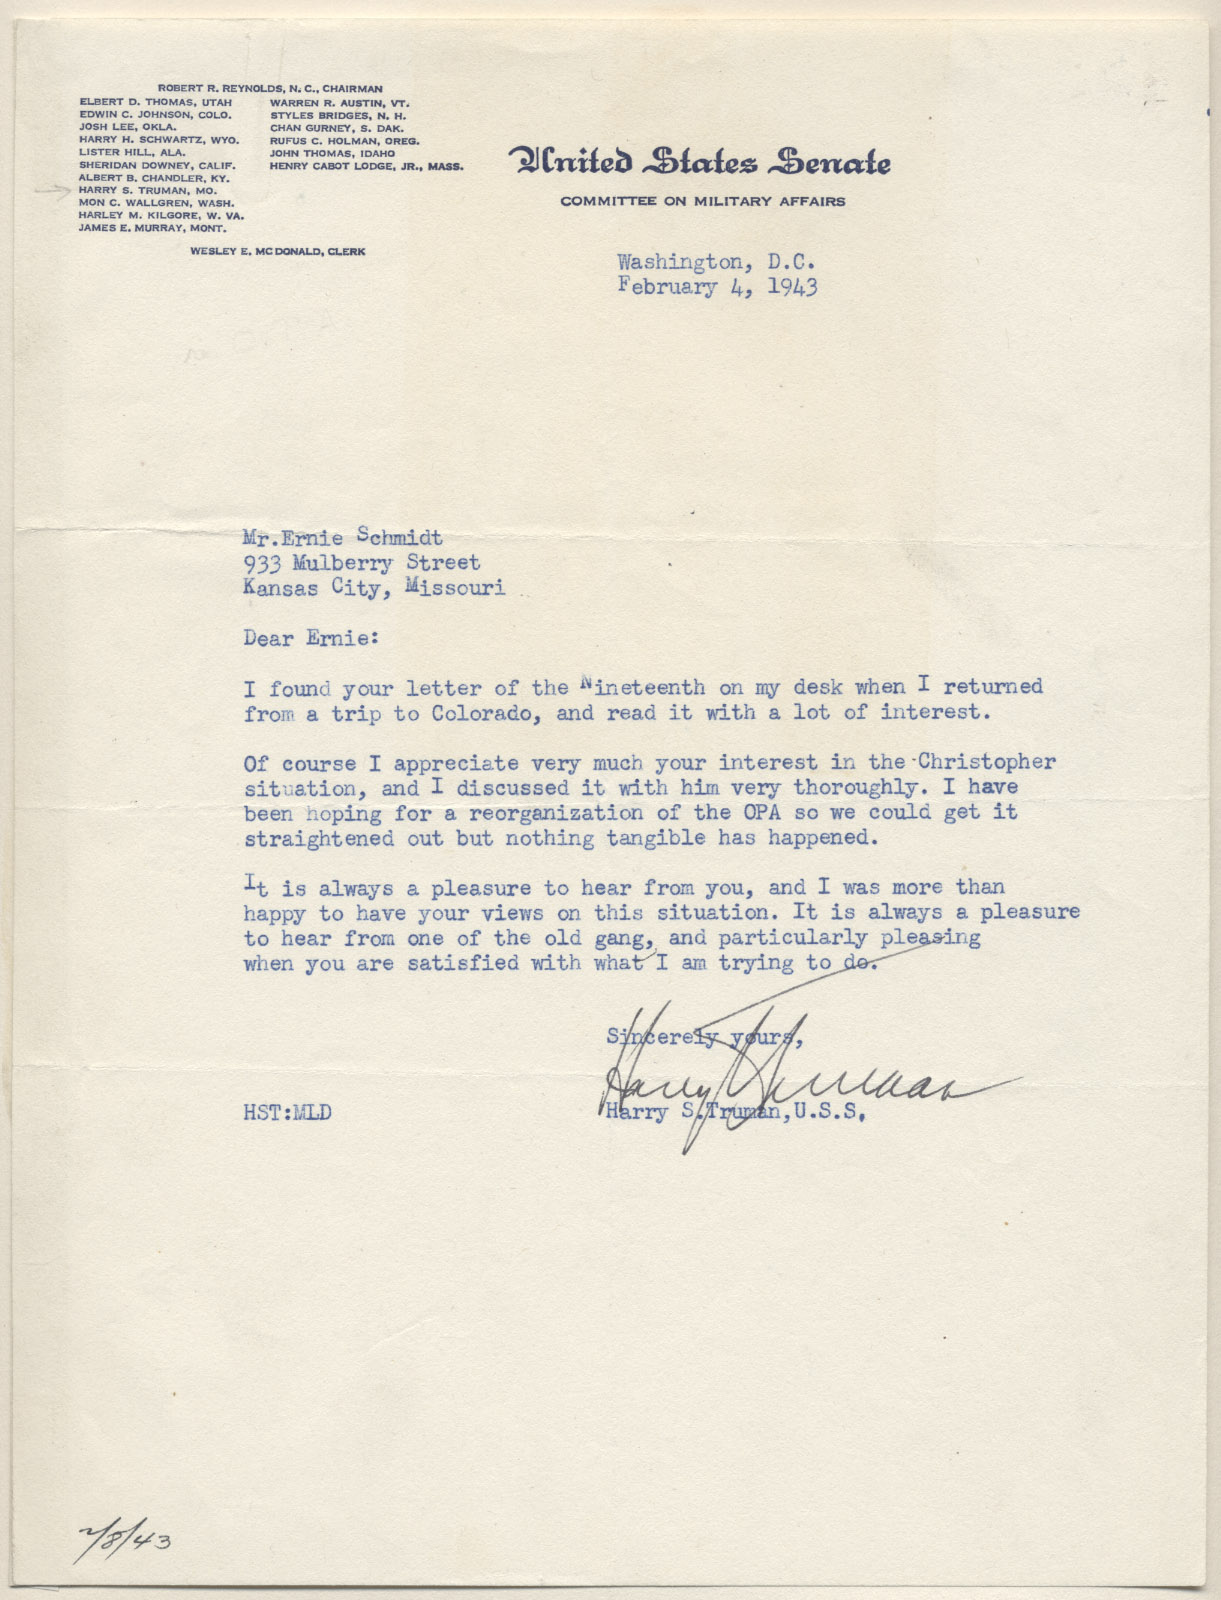 ROBERT R. REYNOLDS, N. C., CHAIRMAN
ELBERT D. THOMAS, UTAH
EDWIN C. JOHNSON, COLO.
JOSH LEE, OKLA.
HARRY H. SCHWARTZ, WYO.
LISTER HILL, ALA.
SHERIDAN DOWNEY, CALIF.
ALBERT B. CHANDLER, KY.
HARRY S. TRUMAN, MO.
MON C. WALLGREN, WASH.
HARLEY M. KILGORE, W. VA.
JAMES E. MURRAY, MONT.
WARREN R. AUSTIN, VT.
STYLES BRIDGES, N. H.
CHAN GURNEY, S. DAK.
RUFUS C. HOLMAN, OREG.
JOHN THOMAS, IDAHO
HENRY CABOT LODGE, JR., MASS.
WESLEY E. MCDONALD, CLERK
United States Senate
COMMITTEE ON MILITARY AFFAIRS
Washington, D.C.
February 4, 1943
Mr.Ernie Schmidt
933 Mulberry Street
Kansas City, Missouri
Dear Ernie:
I found your letter of the Nineteenth on my desk when I returned
from a trip to Colorado, and read it with a lot of interest.
Of course I appreciate very much your interest in the Christopher
situation, and I discussed it with him very thoroughly. I have
been hoping for a reorganization of the OPA so we could get it
straightened out but nothing tangible has happened.
It is always a pleasure to hear from you, and I was more than
happy to have your views on this situation. It is always a pleasure
to hear from one of the old gang, and particularly pleasing
when you are satisfied with what I am trying to do.
Sincerely yours,
Harry S Truman
Harry S.Truman,U.S.S.
HST:MLD
2/8/43